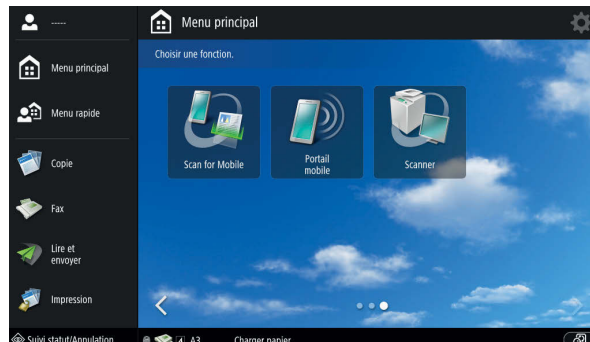 -----
Menu principal
Choisir une fonction.
Menu principal
Menu rapide
Copie
Fax
Lire et
envoyer
Impression
Scan for Mobile
Portail
mobile
Scanner
Suivi statut/Annulation
A3
Charger papier